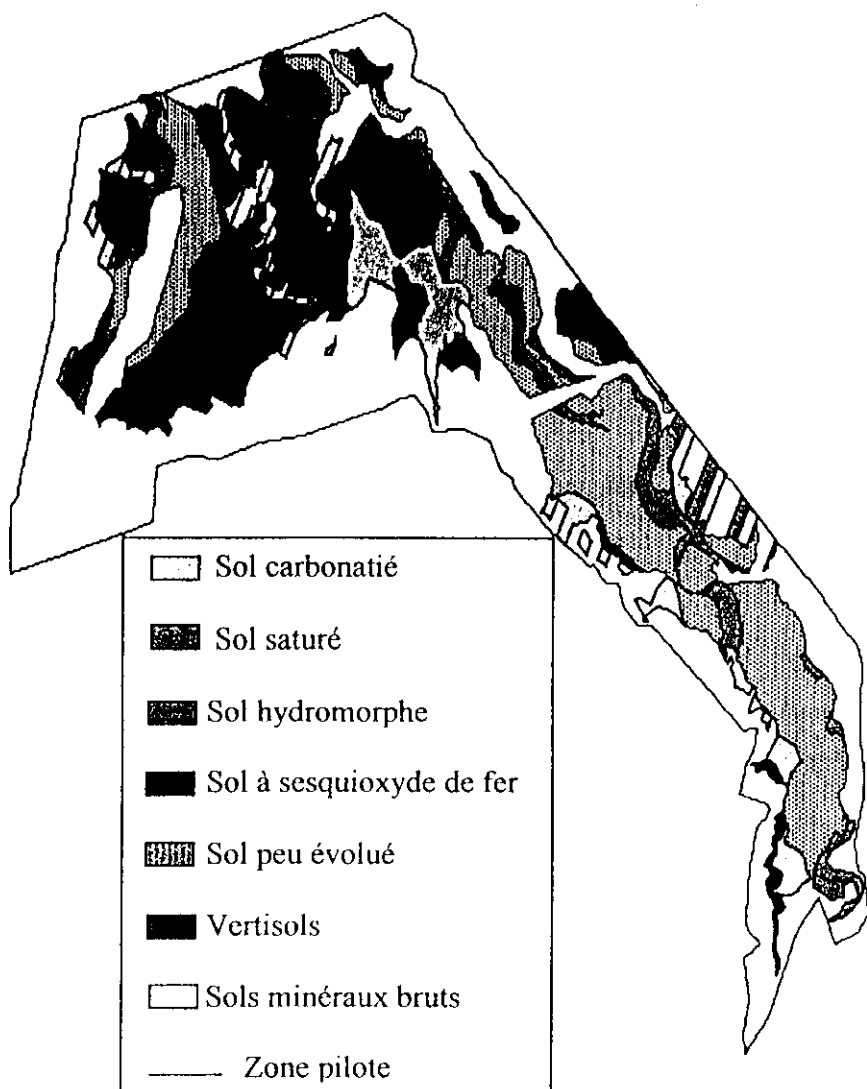 Sol carbonatié
Sol saturé
Sol hydromorphe
Sol à sesquioxyde de fer
Sol peu évolué
Vertisols
Sols minéraux bruts
Zone pilote